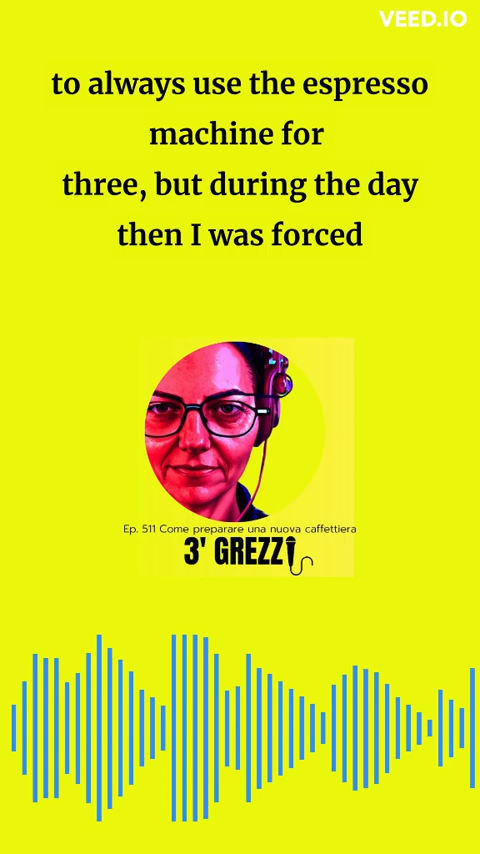 VEED.IO
to always use the espresso
machine for
three, but during the day
then I was forced
Ep. 511 Come preparare una nuova caffettiera
3' GREZZI